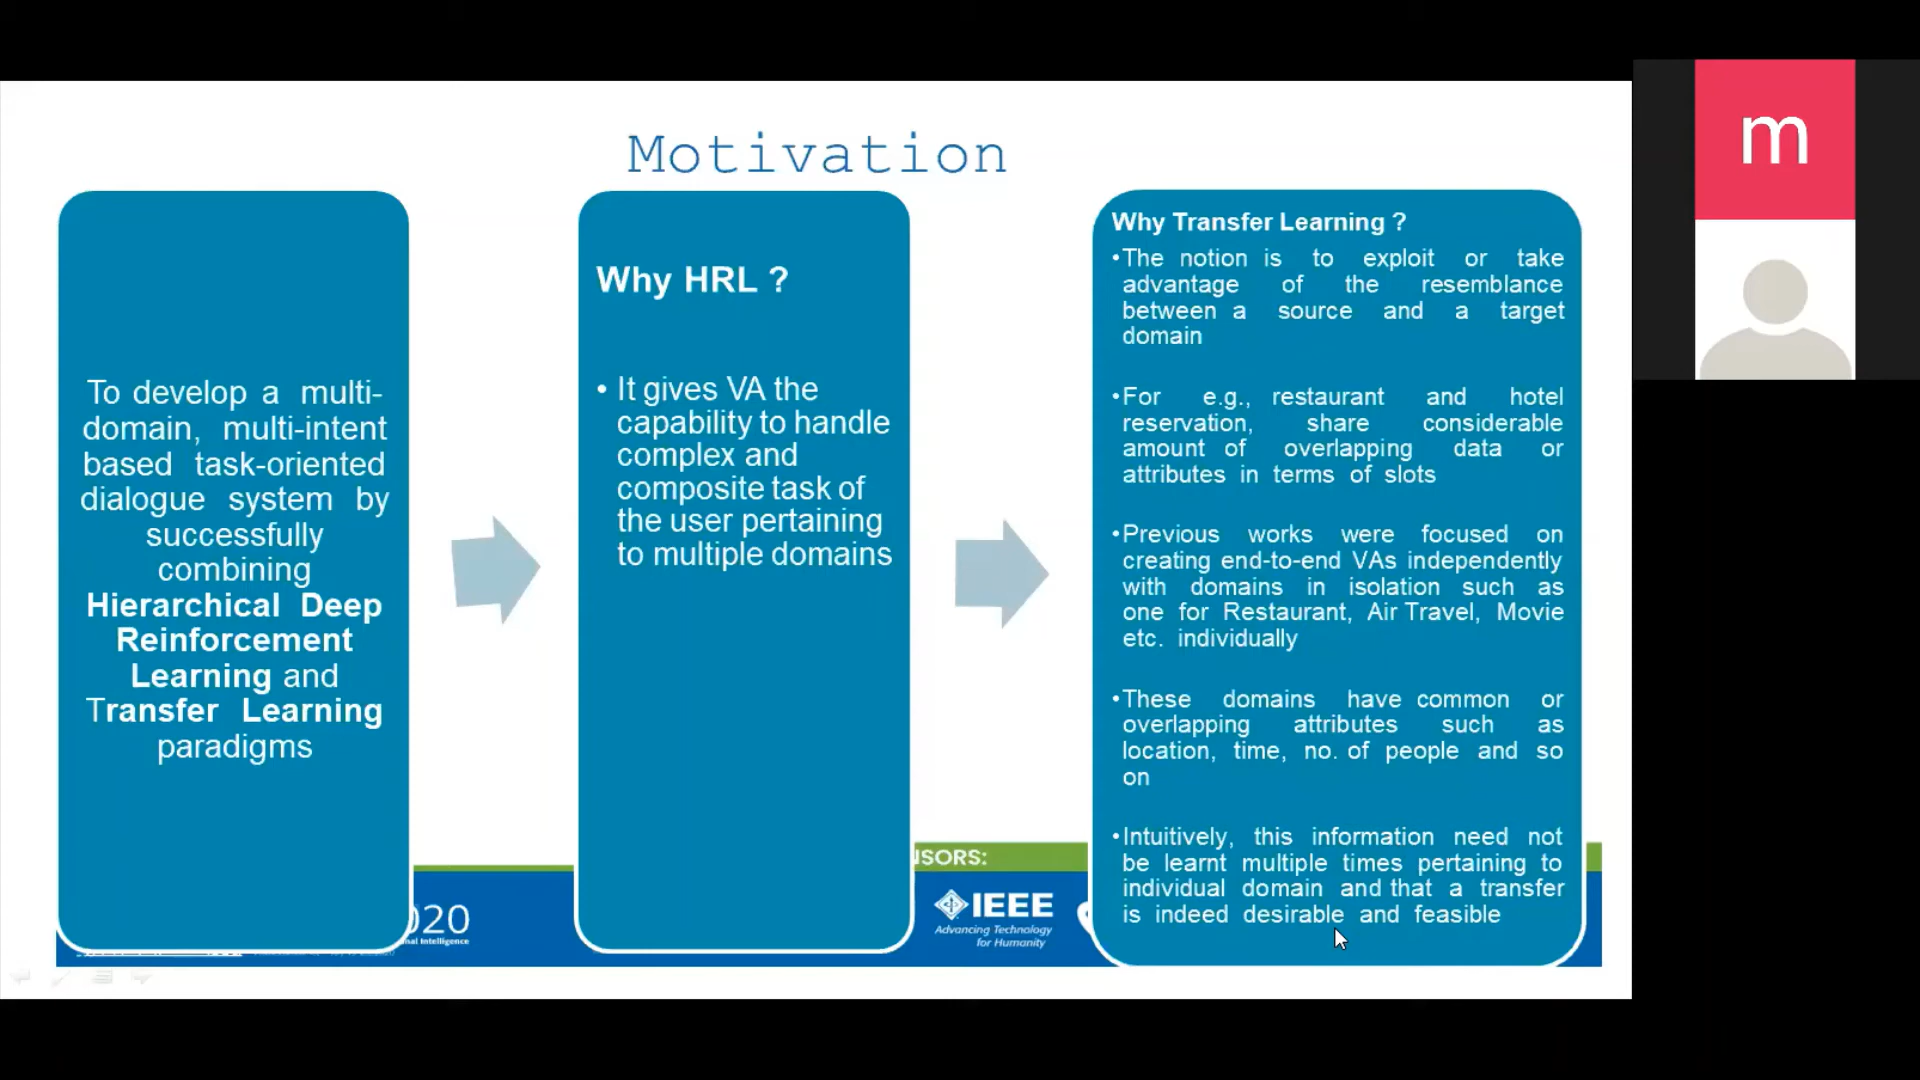 Motivation
To develop a multi-
domain, multi-intent
based task-oriented
dialogue system by
successfully
combining
Hierarchical Deep
Reinforcement
Learning and
Transfer Learning
paradigms
Why HRL ?
• It gives VA the
capability to handle
complex and
composite task of
the user pertaining
to multiple domains
Why Transfer Learning ?
•The notion is to exploit or take
advantage of the resemblance
between a source and a target
domain
•For e.g., restaurant and hotel
reservation, share considerable
amount of overlapping data or
attributes in terms of slots
•Previous works were focused on
creating end-to-end VAs independently
with domains in isolation such as
one for Restaurant, Air Travel, Movie
etc. individually
•These domains have common or
overlapping attributes such as
location, time, no. of people and so
on
•Intuitively, this information need not
be learnt multiple times pertaining to
individual domain and that a transfer
is indeed desirable and feasible
NSORS:
020
nal Intelligence
IEEE
Advancing Technology
for Humanity
m